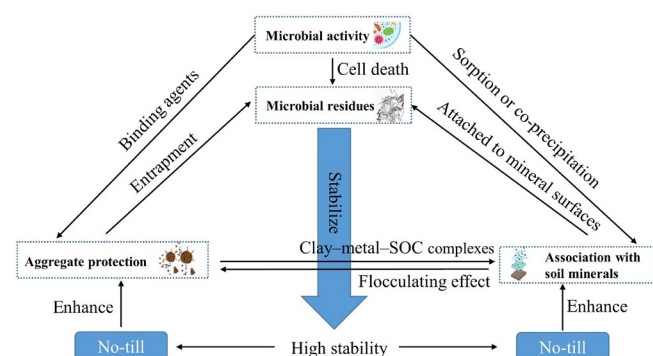 Microbial activity
Cell death
Microbial residues
Binding agents
Entrapment
Sorption or co-precipitation
Attached to mineral surfaces
Stabilize
Aggregate protection
Clay–metal–SOC complexes
Flocculating effect
Association with
soil minerals
Enhance
Enhance
No-till
High stability
No-till